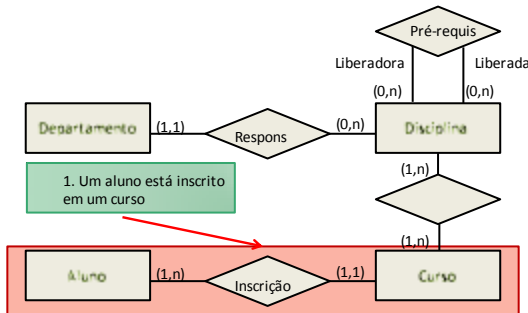 Pré-requis
Liberadora
Liberada
(0,n)
(0,n)
Departamento
(1,1)
Respons
(0,n)
Disciplina
(1,n)
1. Um aluno está inscrito
em um curso
(1,n)
Aluno
(1,n)
Inscrição
(1,1)
Curso